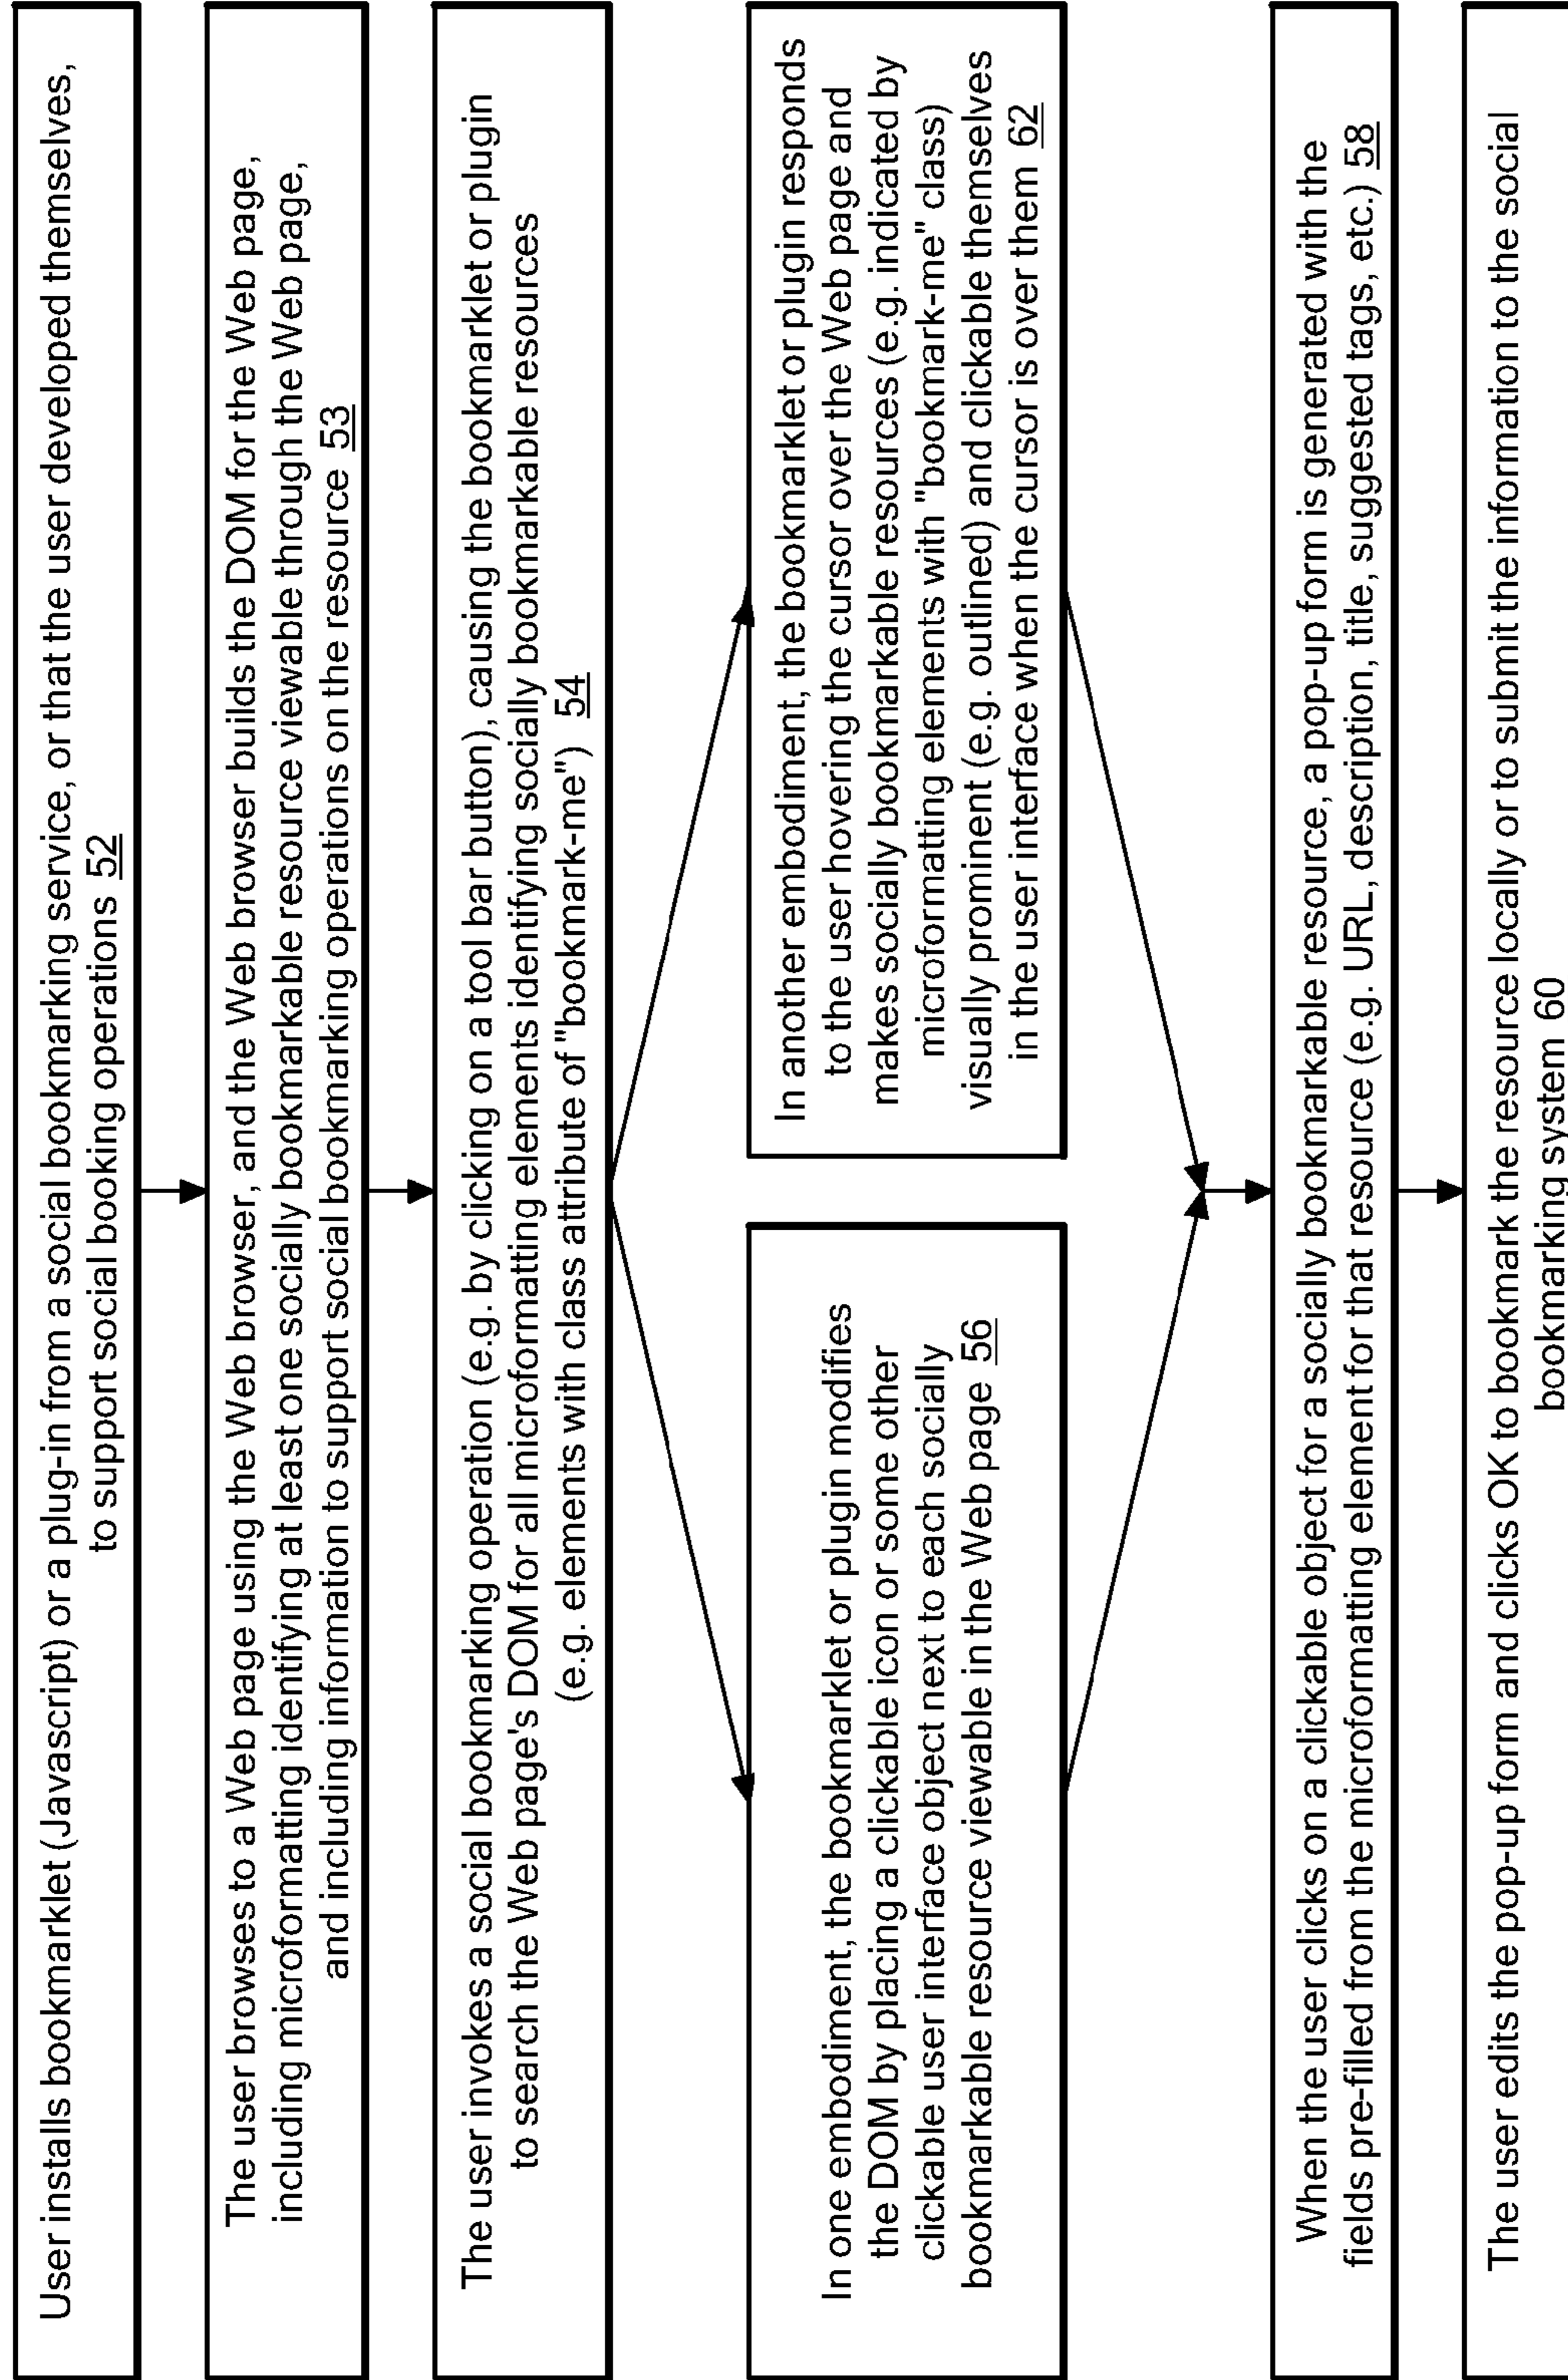 User installs bookmarklet (Javascript) or a plug-in from a social bookmarking service, or that the user developed themselves,
to support social booking operations 52
The user browses to a Web page using the Web browser, and the Web browser builds the DOM for the Web page,
including microformatting identifying at least one socially bookmarkable resource viewable through the Web page,
and including information to support social bookmarking operations on the resource 53
The user invokes a social bookmarking operation (e.g. by clicking on a tool bar button), causing the bookmarklet or plugin
to search the Web page's DOM for all microformatting elements identifying socially bookmarkable resources
(e.g. elements with class attribute of "bookmark-me") 54
In one embodiment, the bookmarklet or plugin modifies
the DOM by placing a clickable icon or some other
clickable user interface object next to each socially
bookmarkable resource viewable in the Web page 56
In another embodiment, the bookmarklet or plugin responds
to the user hovering the cursor over the Web page and
makes socially bookmarkable resources (e.g. indicated by
microformatting elements with "bookmark-me" class)
visually prominent (e.g. outlined) and clickable themselves
in the user interface when the cursor is over them 62
When the user clicks on a clickable object for a socially bookmarkable resource, a pop-up form is generated with the
fields pre-filled from the microformatting element for that resource (e.g. URL, description, title, suggested tags, etc.) 58
The user edits the pop-up form and clicks OK to bookmark the resource locally or to submit the information to the social
bookmarking system 60